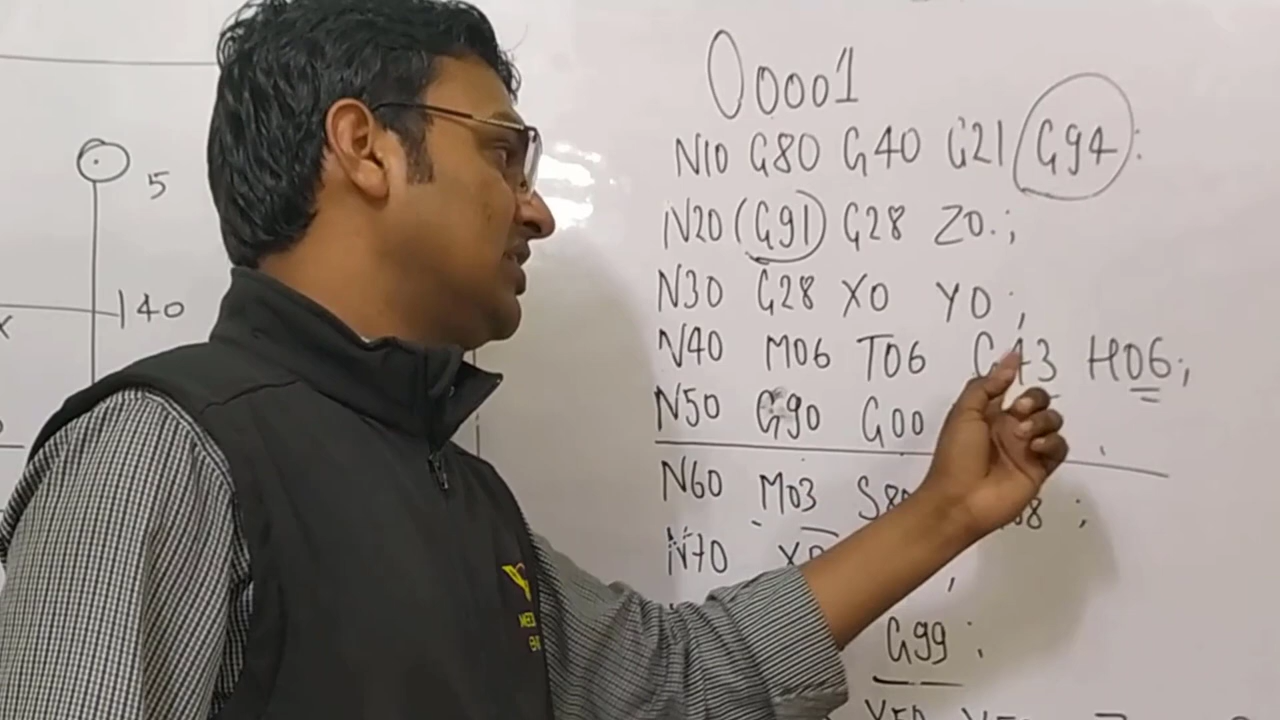 O0001
N10 G80 G40 G21 G94:
N20 (G91) G28 Z0.;
N30 G28 X0 Y0;
N40 M06 T06 G43 H06;
N50 G90 G00
N60 M03 ;
N70
G99 :
5
140